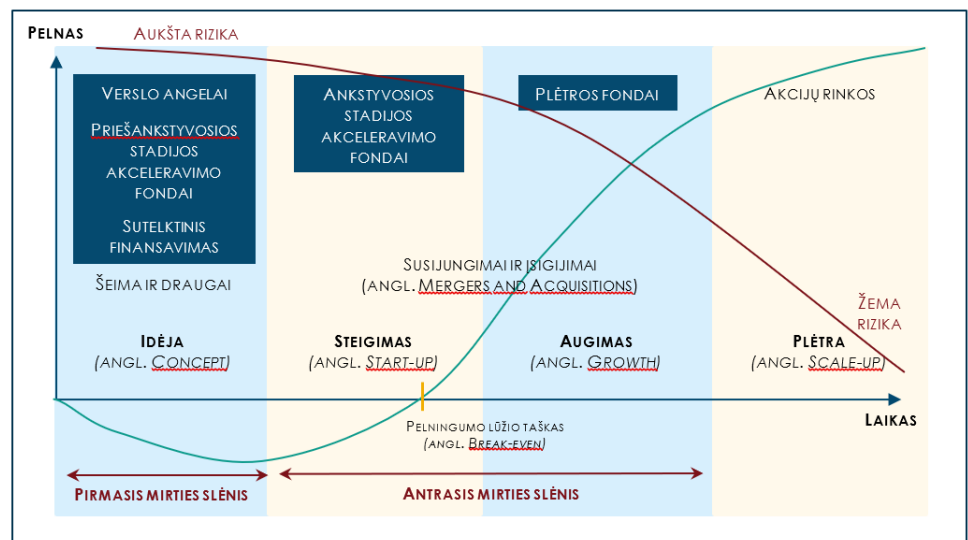 PELNAS
AUKŠTA RIZIKA
VERSLO ANGELAI
PRIEŠANKSTYVOSIOS
STADIJOS
AKCELERAVIMO
FONDAI
SUTELKTINIS
FINANSAVIMAS
ŠEIMA IR DRAUGAI
ANKSTYVOSIOS
STADIJOS
AKCELERAVIMO
FONDAI
PLĖTROS FONDAI
AKCIJŲ RINKOS
SUSIJUNGIMAI IR ĮSIGIJIMAI
(ANGL. MERGERS AND ACQUISITIONS)
ŽEMA
RIZIKA
IDĖJA
(ANGL. CONCEPT)
STEIGIMAS
(ANGL. START-UP)
AUGIMAS
(ANGL. GROWTH)
PLĖTRA
(ANGL. SCALE-UP)
LAIKAS
PELNINGUMO LŪŽIO TAŠKAS
(ANGL. BREAK-EVEN)
PIRMASIS MIRTIES SLĖNIS
ANTRASIS MIRTIES SLĖNIS